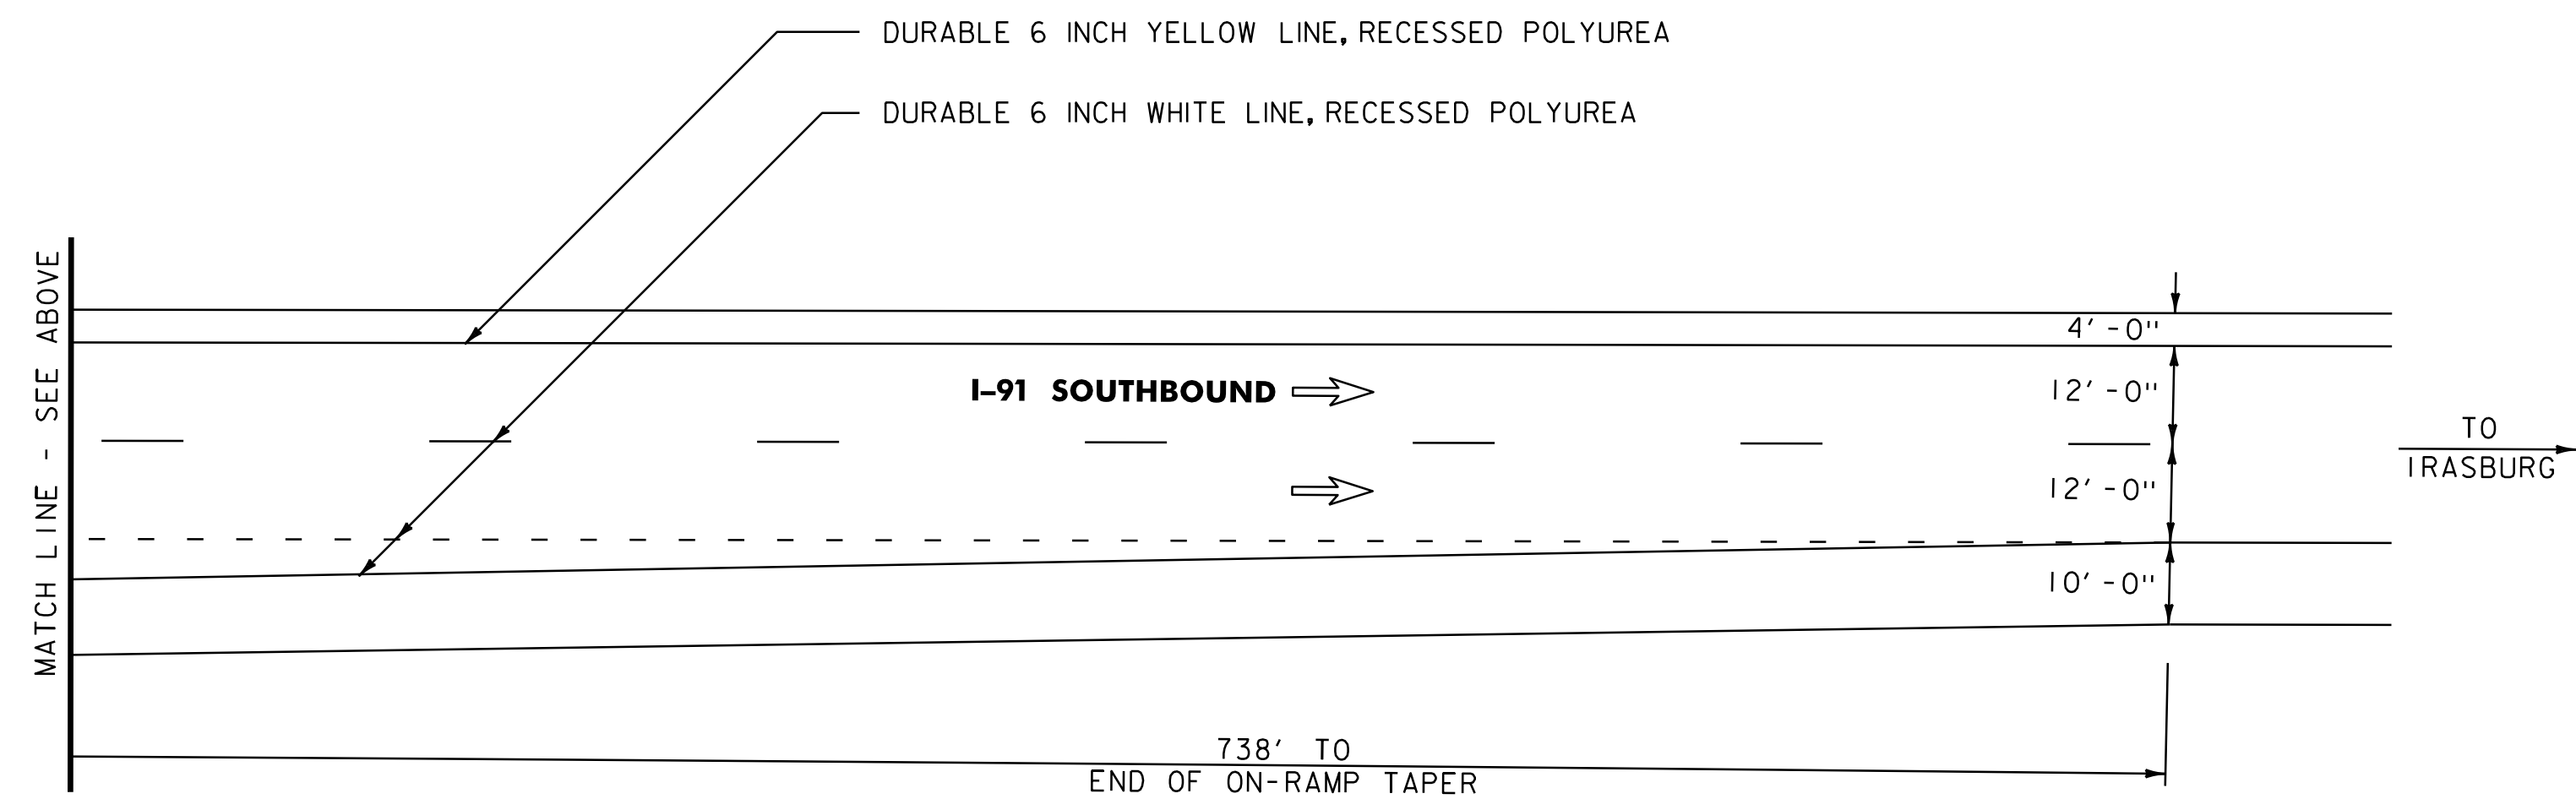 DURABLE 6 INCH YELLOW LINE, RECESSED POLYUREA
DURABLE 6 INCH WHITE LINE, RECESSED POLYUREA
MATCH LINE - SEE ABOVE
4'-0"
I-91 SOUTHBOUND
12'-0"
TO
IRASBURG
12'-0"
10'-0"
738' TO
END OF ON-RAMP TAPER